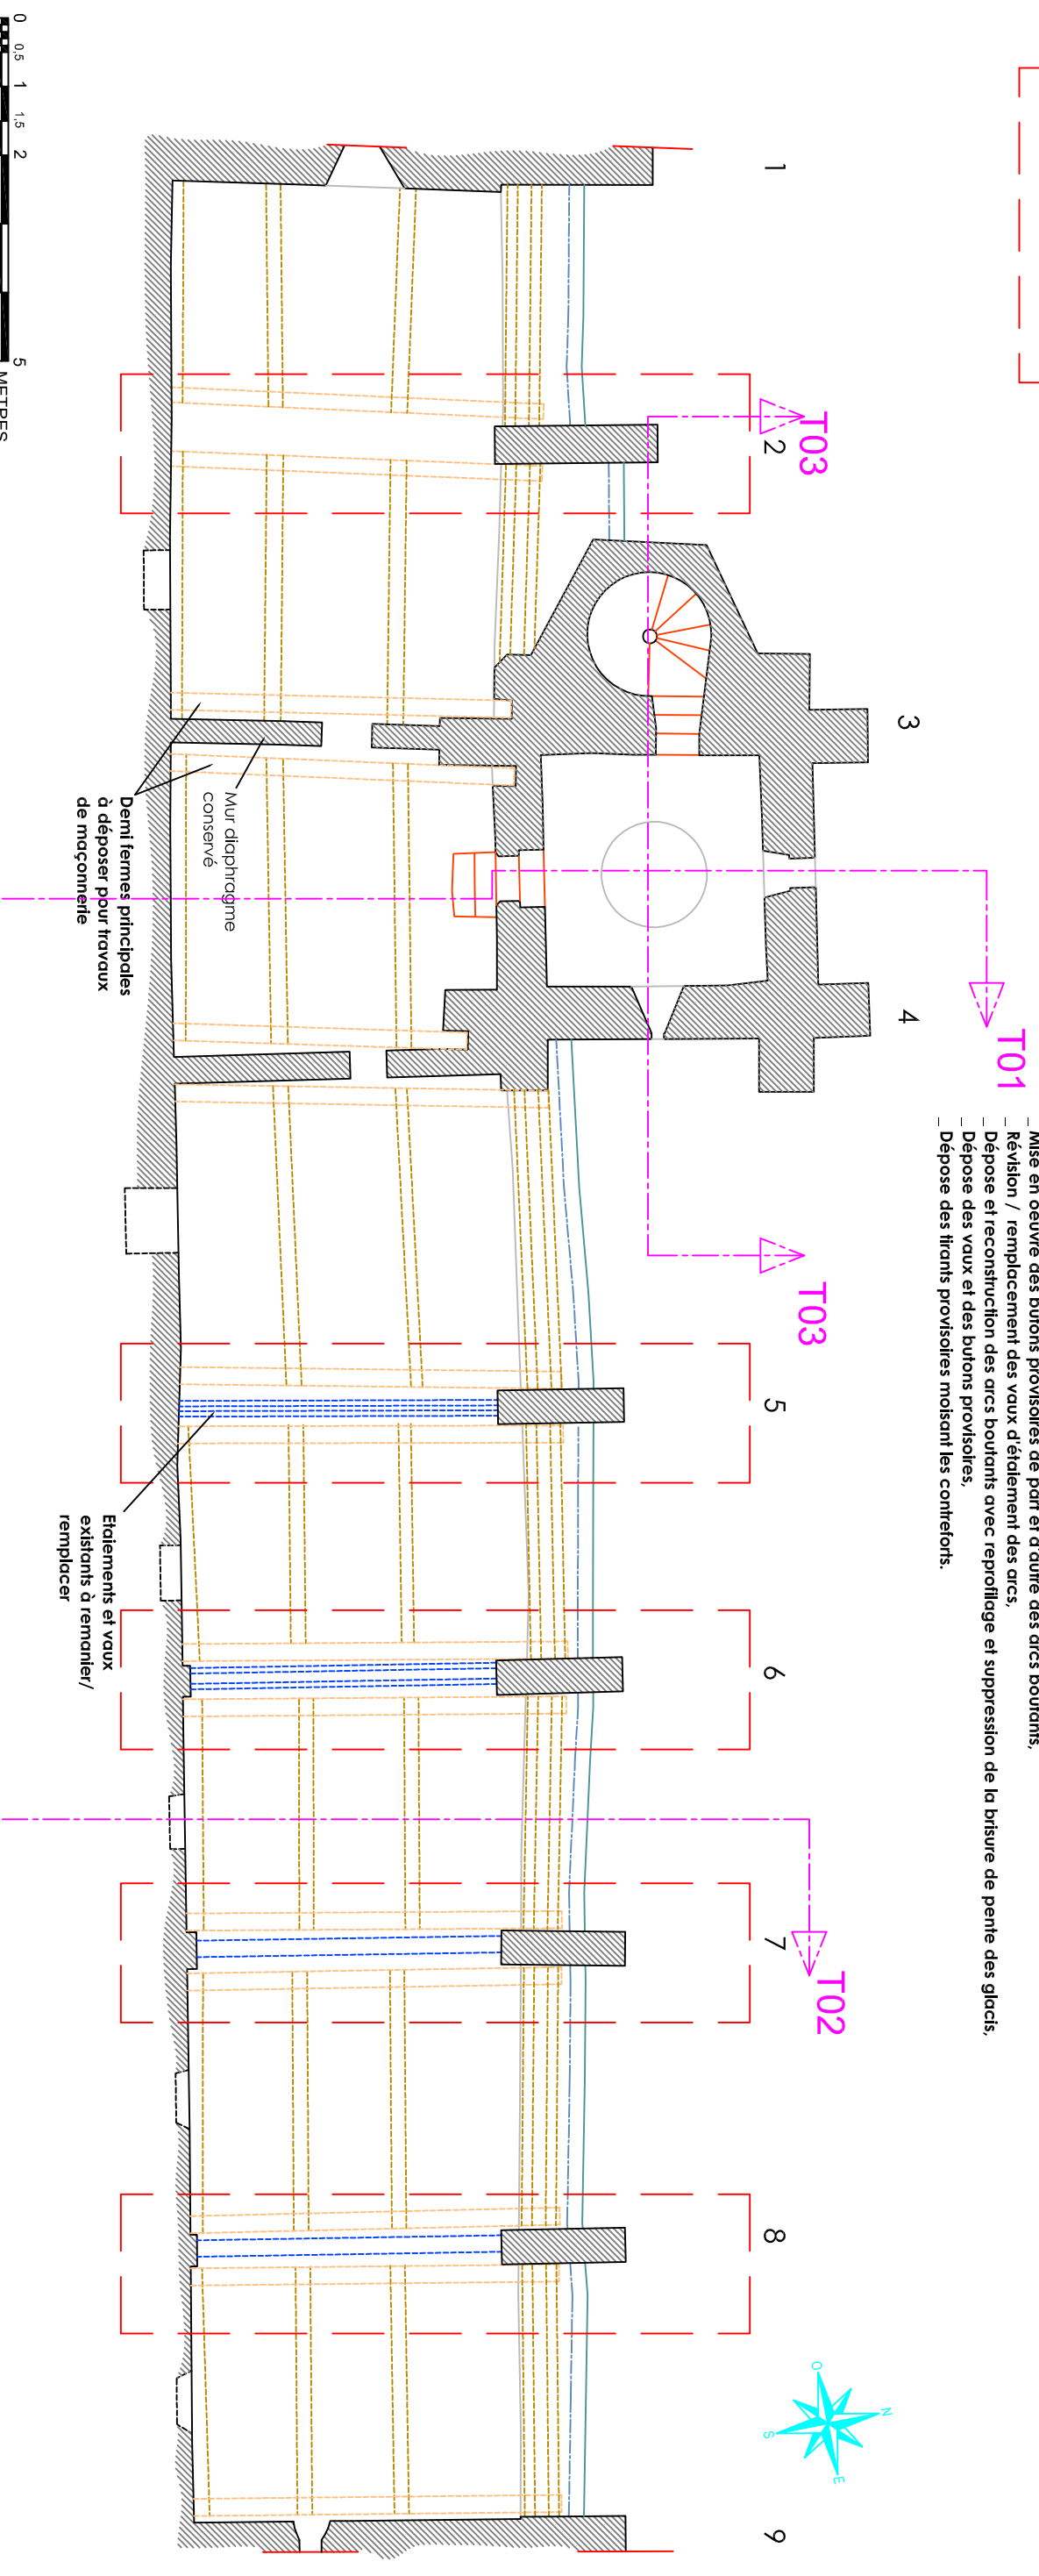 _ Mise en oeuvre des butons provisoires de part et d'autre des arcs boutants,
_ Révision / remplacement des vaux d'étaiement des arcs,
_ Dépose et reconstruction des arcs boutants avec reprofilage et suppression de la brisure de pente des glacis,
_ Dépose des vaux et des butons provisoires,
_ Dépose des tirants provisoires moisant les contreforts.
T01
3
4
T03
T03
T02
1
2
5
6
7
8
9
N
O
E
S
Mur diaphragme
conservé
Demi fermes principales
à déposer pour travaux
de maçonnerie
Etaiements et vaux
existants à remanier/
remplacer
0
0,5
1
1,5
2
5
METRES